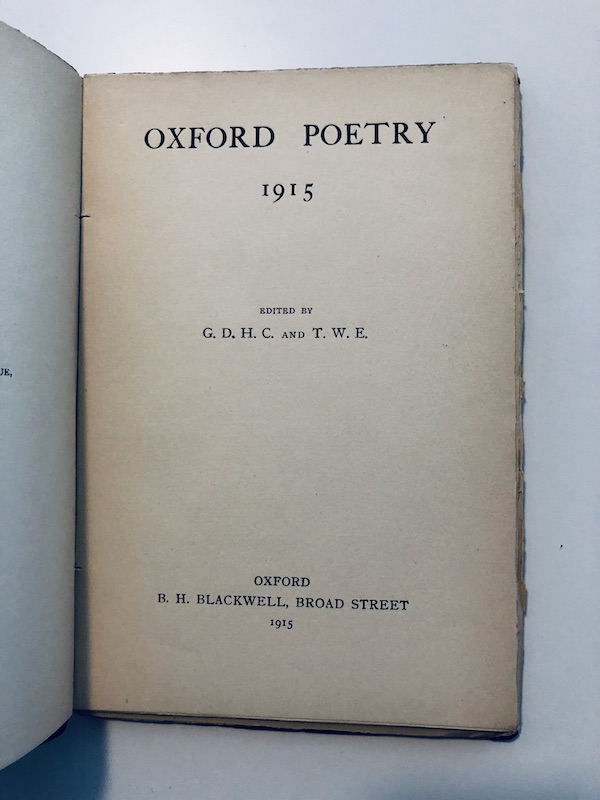 OXFORD POETRY
1915
EDITED BY
G. D. H. C. AND T. W. E.
OXFORD
B. H. BLACKWELL, BROAD STREET
1915